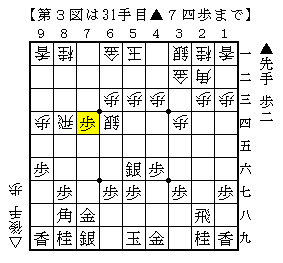 【第３図は31手目▲７四歩まで】
9 8 7 6 5 4 3 2 1
香 桂 金 玉 銀 桂 香 一
金 角 二
歩 歩 歩 歩 歩 三
歩 飛 歩 銀 歩 四
五
歩 銀 歩 六
歩 歩 歩 歩 歩 七
角 金 飛 八
香 桂 銀 玉 金 桂 香 九
▲先手 歩二
△後手 歩